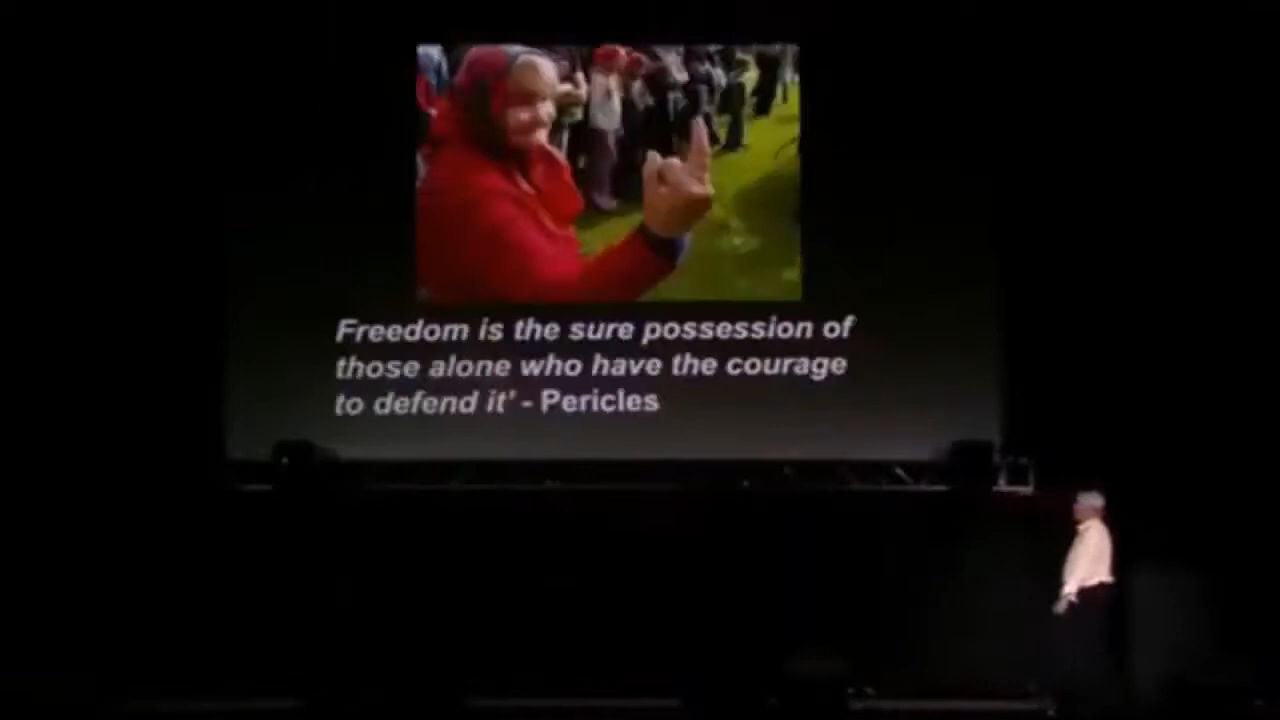 Freedom is the sure possession of
those alone who have the courage
to defend it' - Pericles